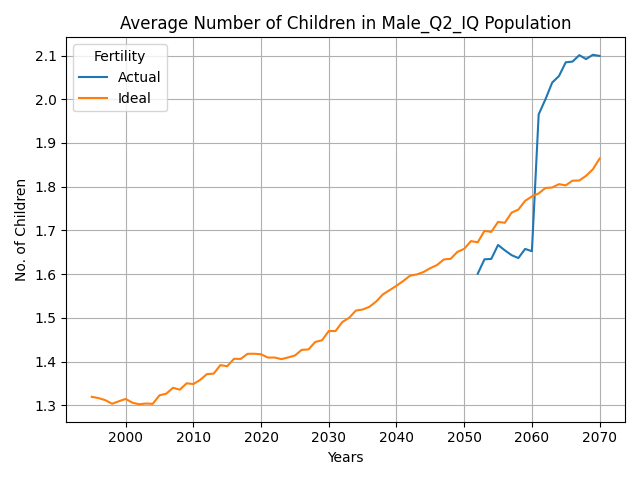 Average Number of Children in Male_Q2_IQ Population
Fertility
Actual
Ideal
No. of Children
2.1
2.0
1.9
1.8
1.7
1.6
1.5
1.4
1.3
2000 2010 2020 2030 2040 2050 2060 2070
Years